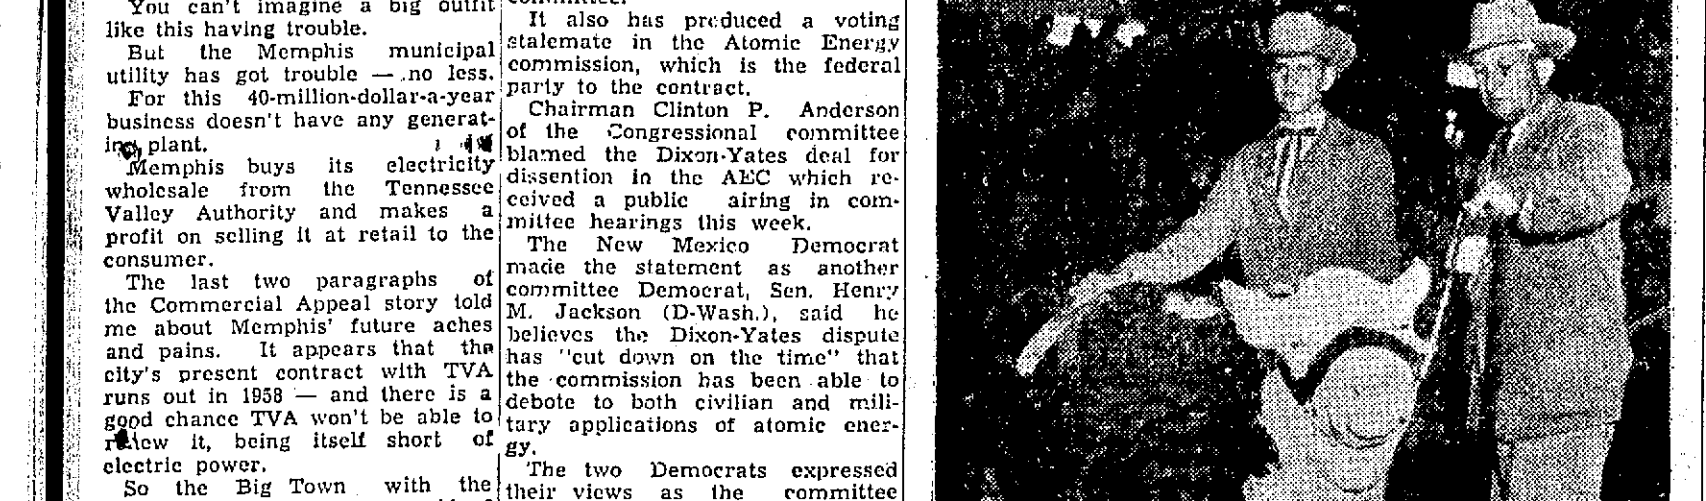 You can't imagine a big outfit
like this having trouble.
But the Memphis municipal
utility has got trouble — no less.
For this 40-million-dollar-a-year
business doesn't have any generat-
ing plant.
Memphis buys its electricity
wholesale from the Tennessee
Valley Authority and makes a
profit on selling it at retail to the
consumer.
The last two paragraphs of
the Commercial Appeal story told
me about Memphis' future aches
and pains. It appears that the
city's present contract with TVA
runs out in 1958 — and there is a
good chance TVA won't be able to
renew it, being itself short of
electric power.
So the Big Town with the
committee.
It also has produced a voting
stalemate in the Atomic Energy
commission, which is the federal
party to the contract.
Chairman Clinton P. Anderson
of the Congressional committee
blamed the Dixon-Yates deal for
dissention in the AEC which re-
ceived a public airing in com-
mittee hearings this week.
The New Mexico Democrat
made the statement as another
committee Democrat, Sen. Henry
M. Jackson (D-Wash.), said he
believes the Dixon-Yates dispute
has "cut down on the time" that
the commission has been able to
debote to both civilian and mili-
tary applications of atomic ener-
gy.
The two Democrats expressed
their views as the committee